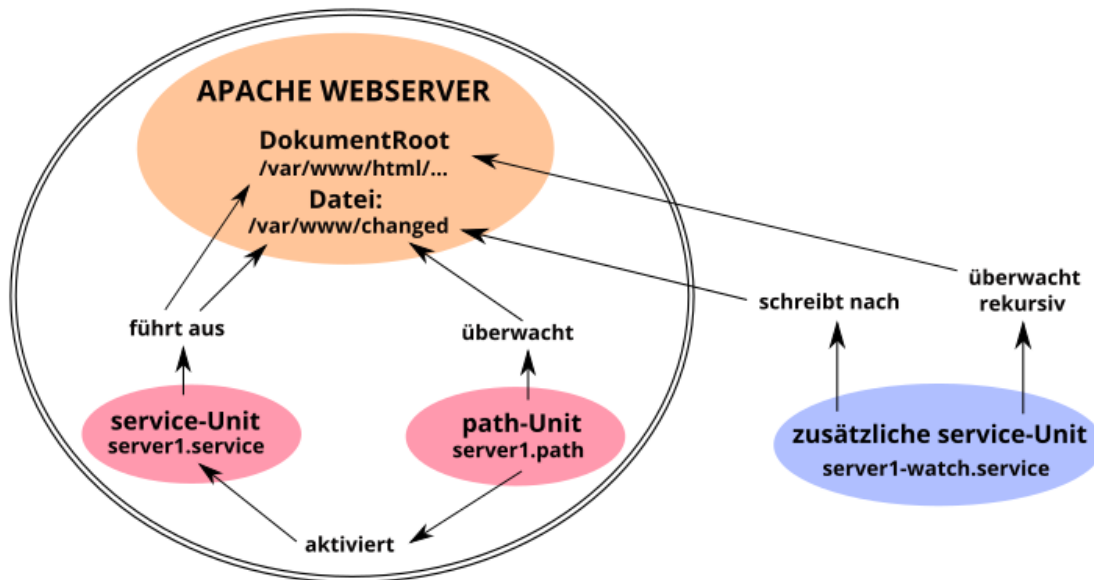 APACHE WEBSERVER
DokumentRoot
/var/www/html/...
Datei:
/var/www/changed
führt aus
überwacht
schreibt nach
überwacht
rekursiv
service-Unit
server1.service
path-Unit
server1.path
zusätzliche service-Unit
server1-watch.service
aktiviert